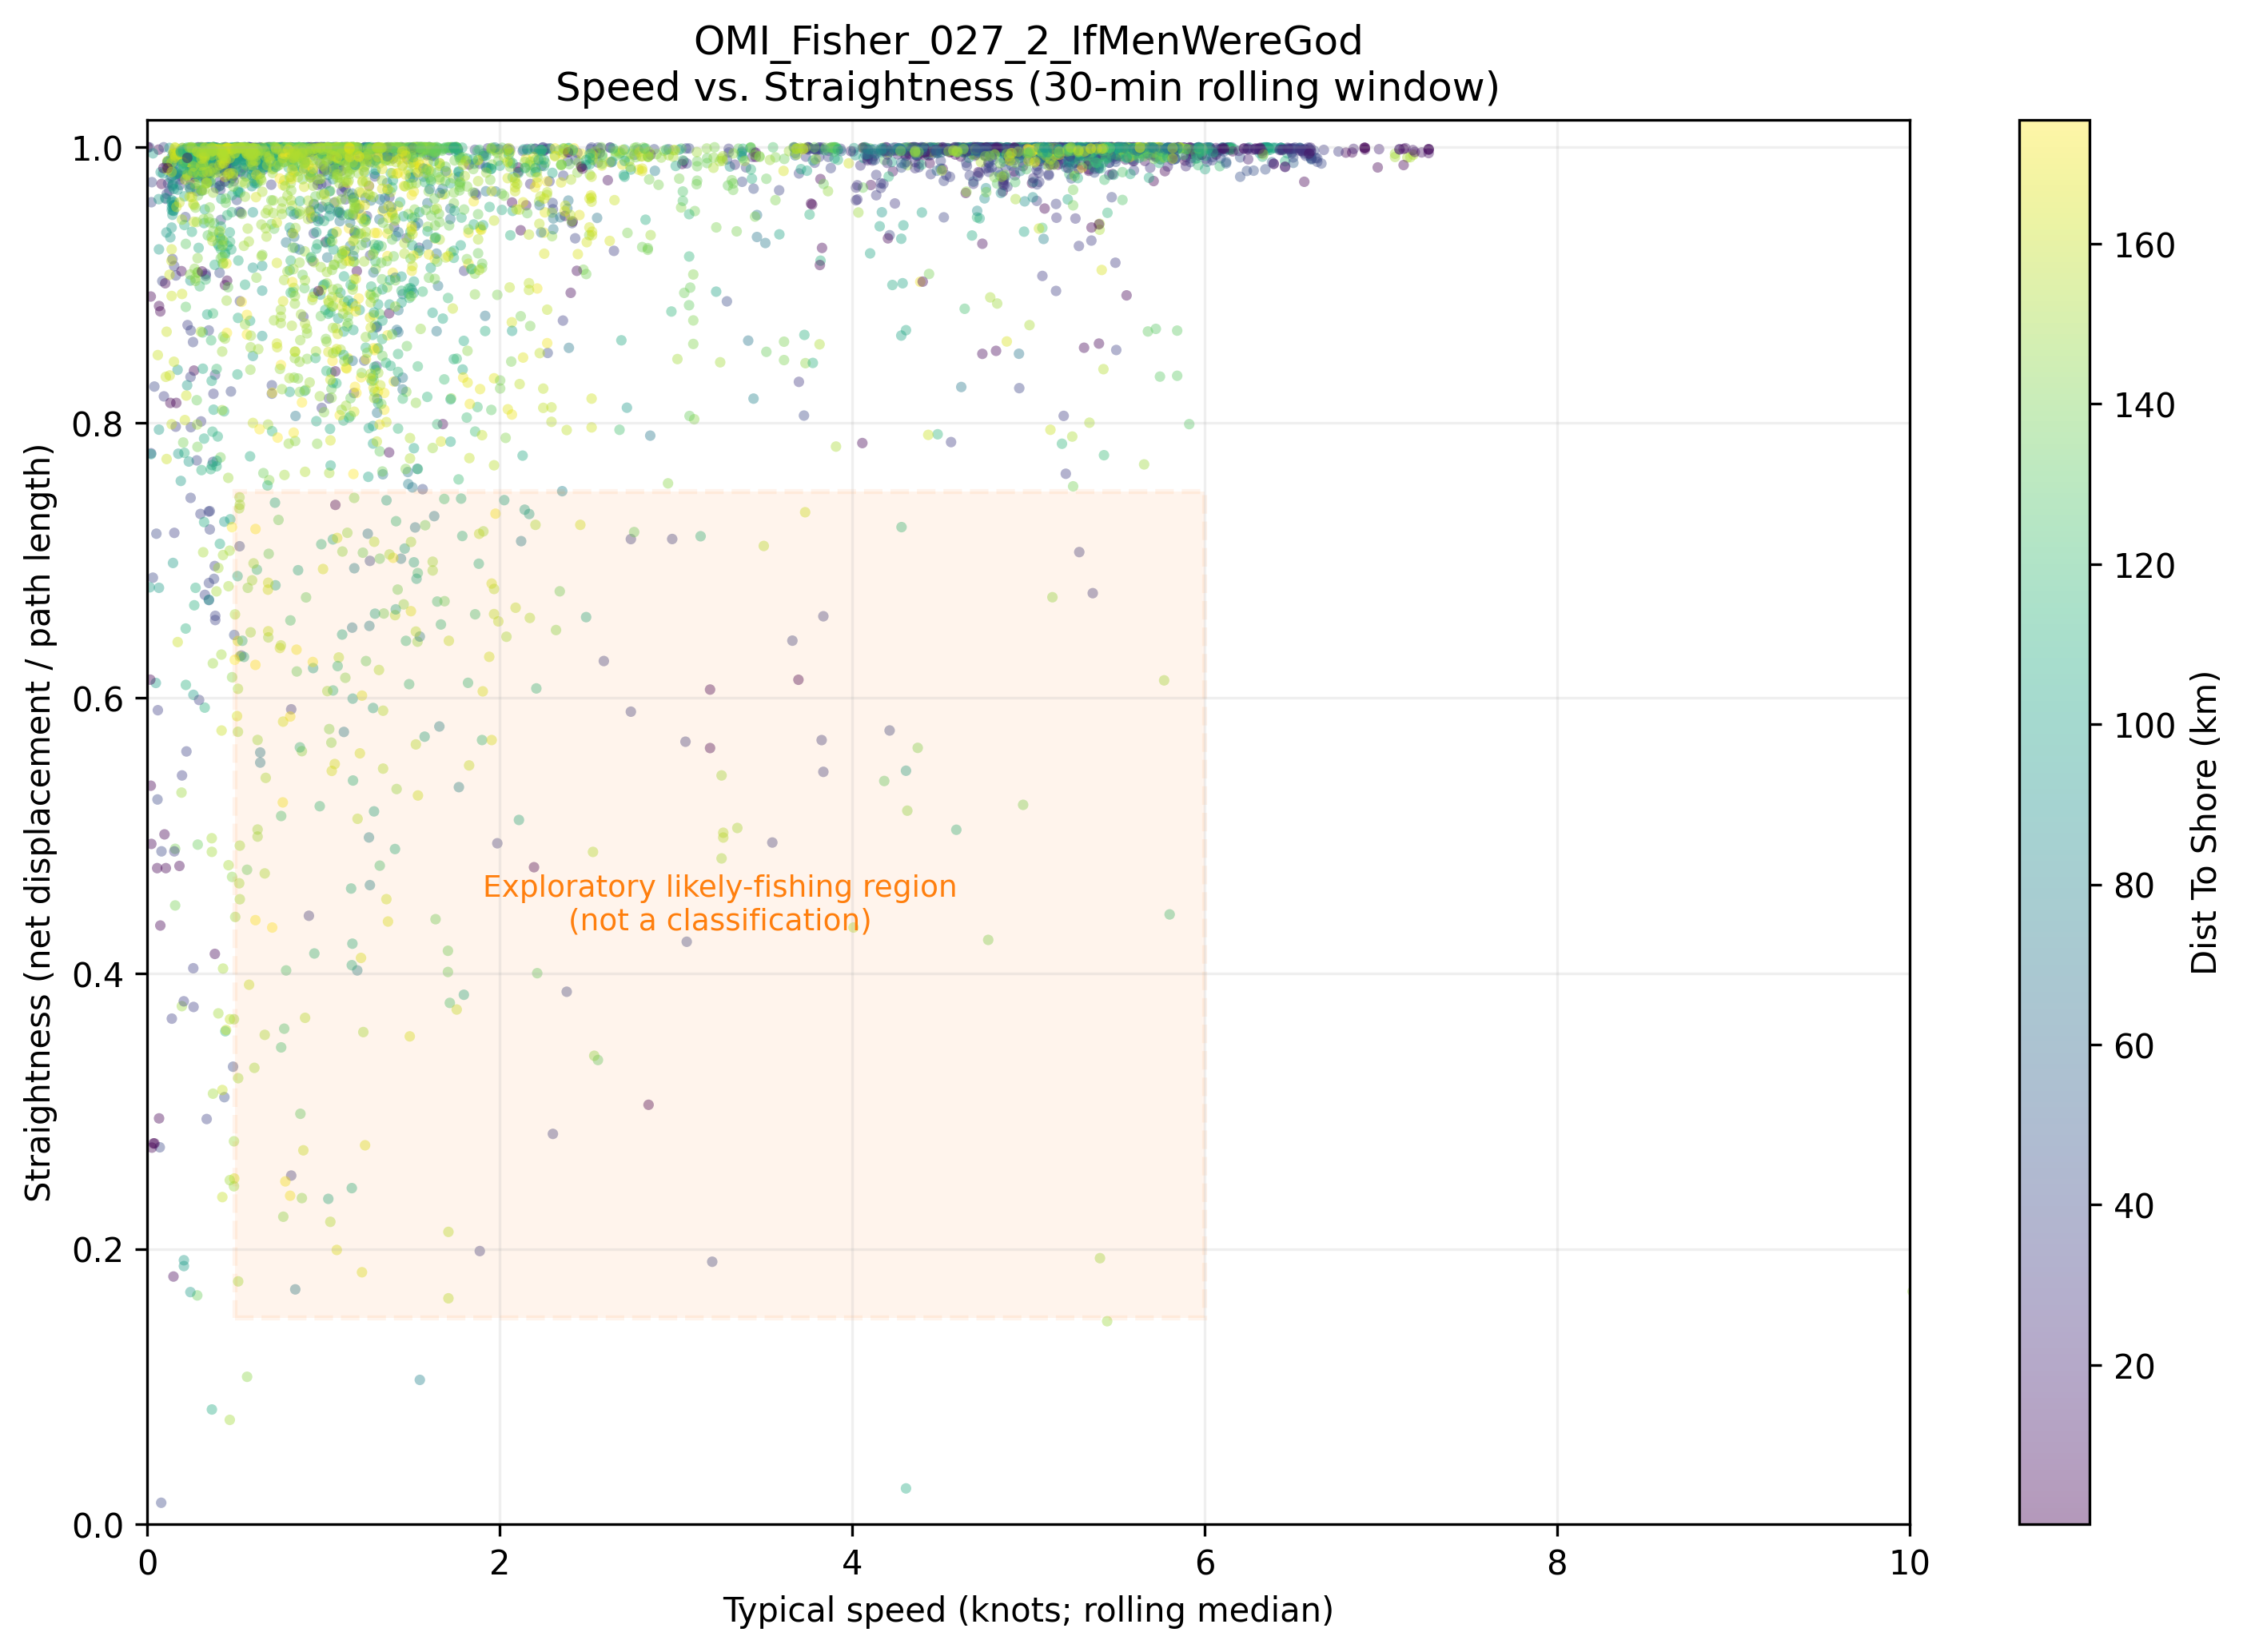 OMI_Fisher_027_2_IfMenWereGod
Speed vs. Straightness (30-min rolling window)
Straightness (net displacement / path length)
1.0
0.8
0.6
0.4
0.2
0.0
Exploratory likely-fishing region
(not a classification)
0
2
4
6
8
10
Typical speed (knots; rolling median)
160
140
120
100
80
60
40
20
Dist To Shore (km)